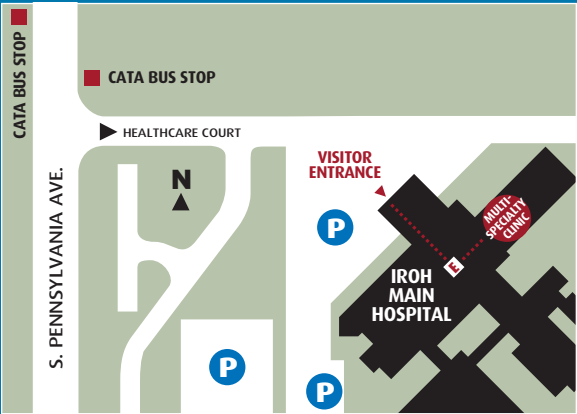 CATA BUS STOP
CATA BUS STOP
HEALTHCARE COURT
S. PENNSYLVANIA AVE.
N
VISITOR
ENTRANCE
P
MULTI-
SPECIALTY
CLINIC
E
IROH
MAIN
HOSPITAL
P
P